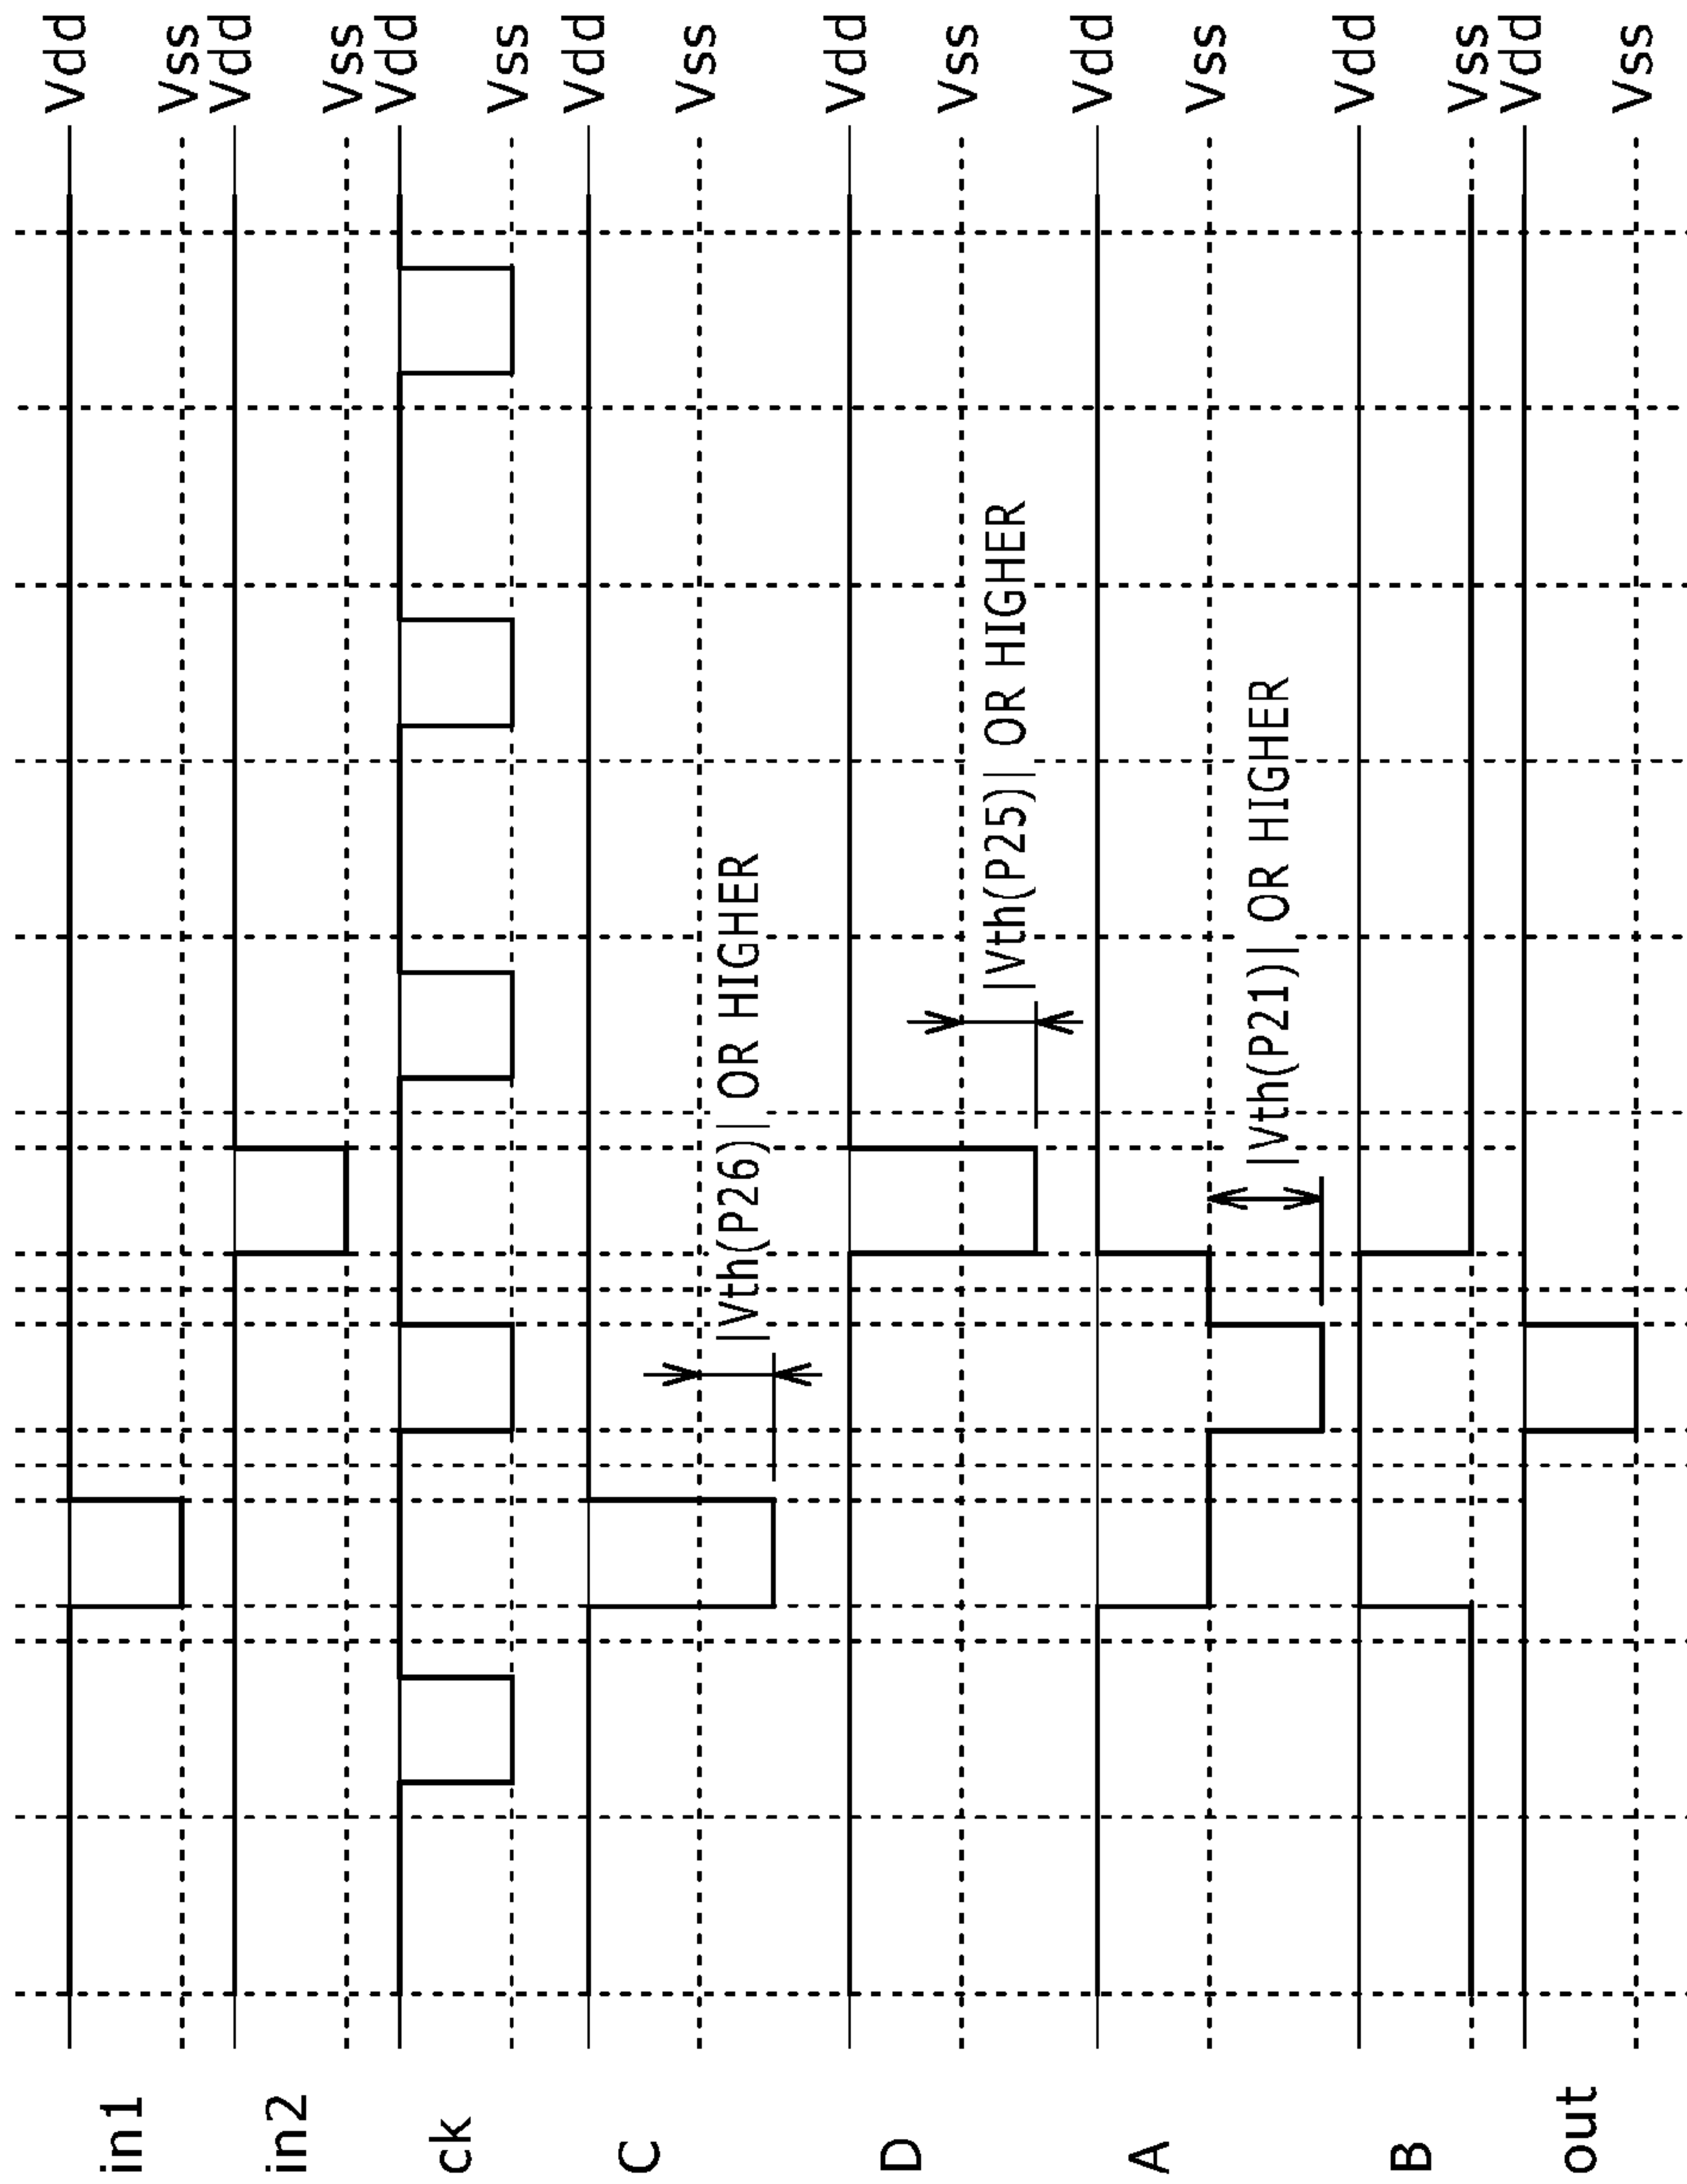 in1 Vdd
Vss
in2 Vdd
Vss
ck Vdd
Vss
C Vdd
Vss
|Vth(P26)| OR HIGHER
D Vdd
Vss
|Vth(P25)| OR HIGHER
A Vdd
Vss
|Vth(P21)| OR HIGHER
B Vdd
Vss
out Vdd
Vss